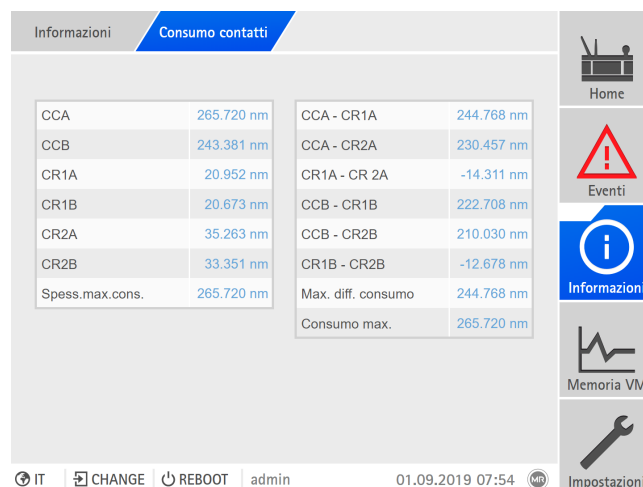 Informazioni
Consumo contatti
CCA 265.720 nm
CCB 243.381 nm
CR1A 20.952 nm
CR1B 20.673 nm
CR2A 35.263 nm
CR2B 33.351 nm
Spess.max.cons. 265.720 nm
CCA - CR1A 244.768 nm
CCA - CR2A 230.457 nm
CR1A - CR 2A -14.311 nm
CCB - CR1B 222.708 nm
CCB - CR2B 210.030 nm
CR1B - CR2B -12.678 nm
Max. diff. consumo 244.768 nm
Consumo max. 265.720 nm
Home
Eventi
Informazioni
Memoria VM
Impostazioni
IT CHANGE REBOOT admin 01.09.2019 07:54 MR